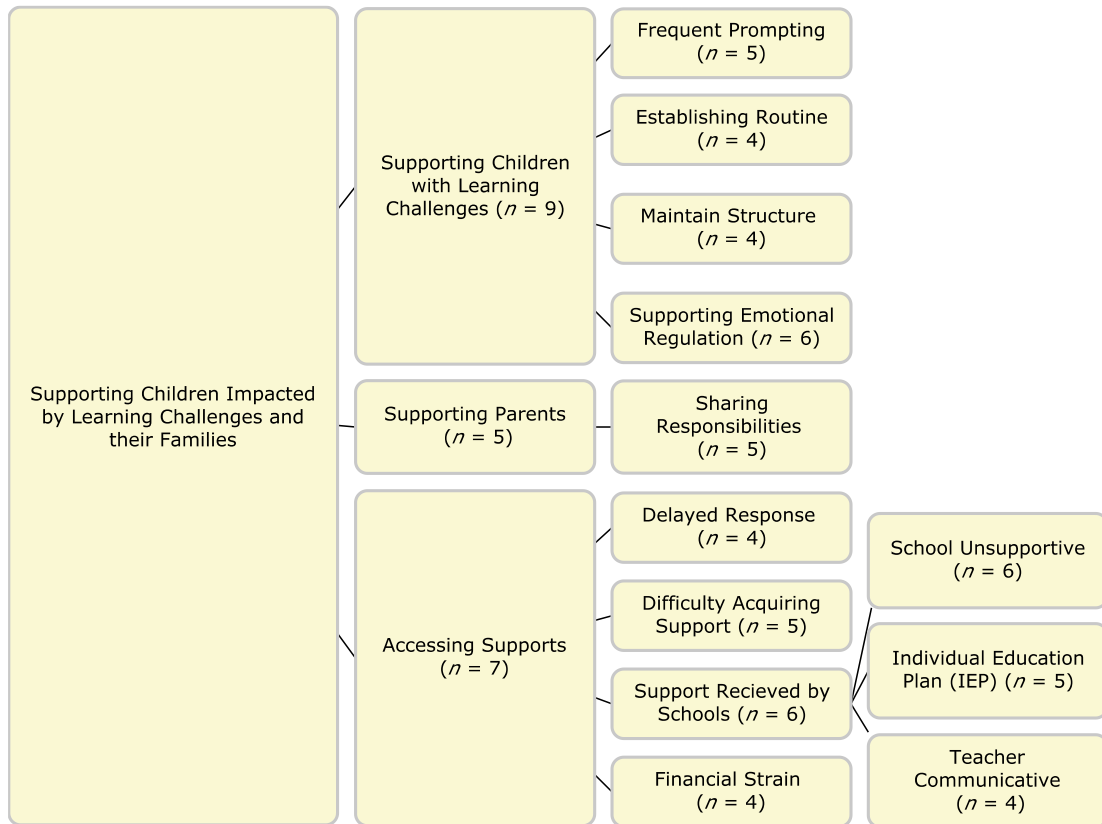 Supporting Children Impacted
by Learning Challenges and
their Families
Supporting Children
with Learning
Challenges (n = 9)
Frequent Prompting
(n = 5)
Establishing Routine
(n = 4)
Maintain Structure
(n = 4)
Supporting Emotional
Regulation (n = 6)
Supporting Parents
(n = 5)
Sharing
Responsibilities
(n = 5)
Accessing Supports
(n = 7)
Delayed Response
(n = 4)
Difficulty Acquiring
Support (n = 5)
Support Recieved by
Schools (n = 6)
Financial Strain
(n = 4)
School Unsupportive
(n = 6)
Individual Education
Plan (IEP) (n = 5)
Teacher
Communicative
(n = 4)